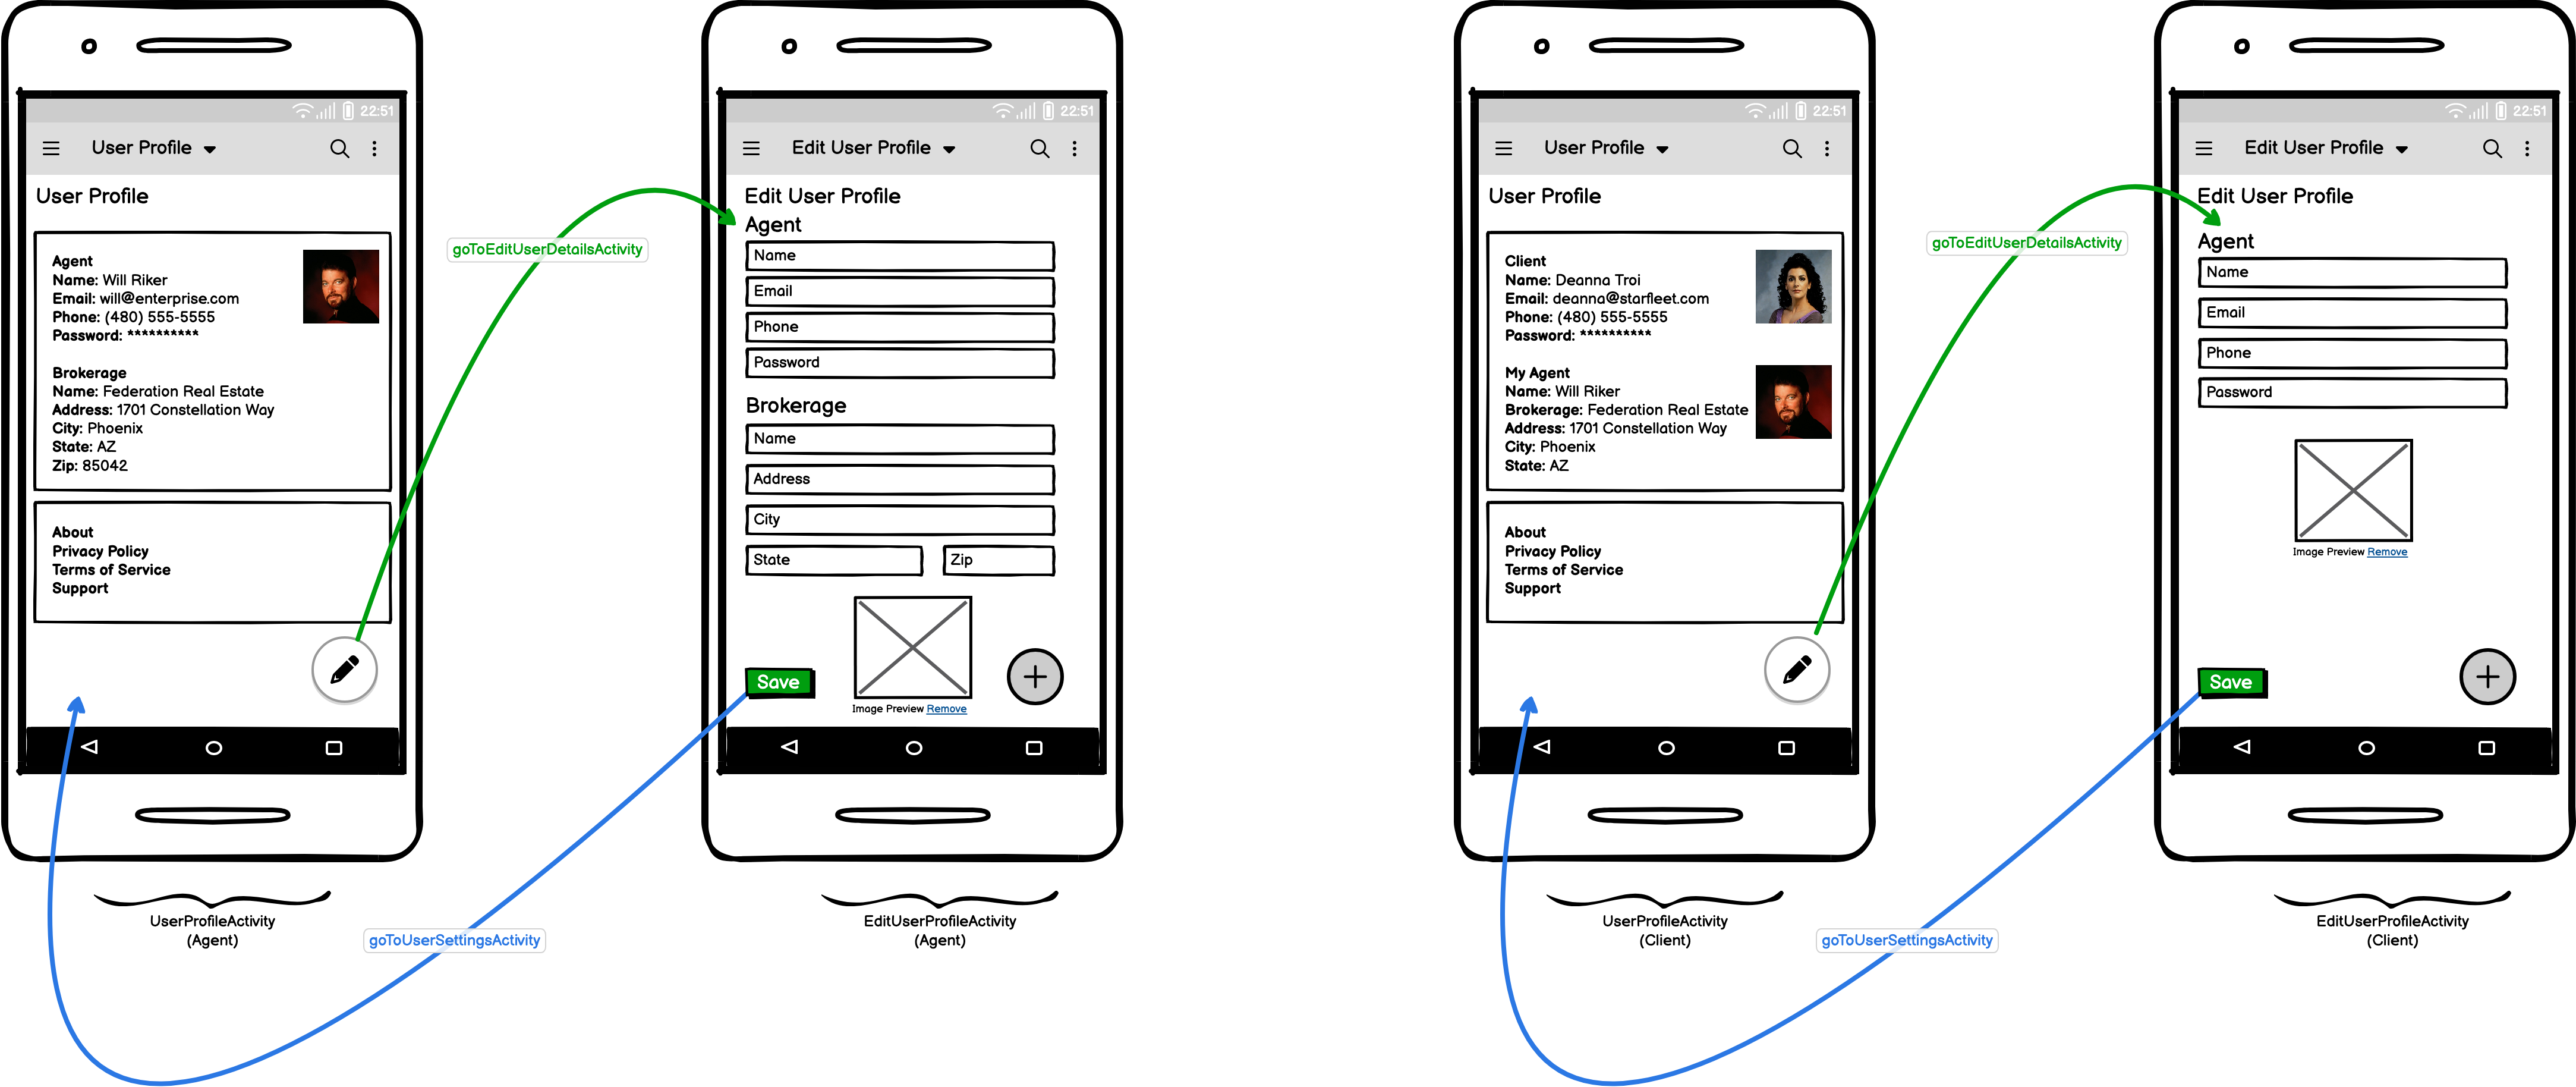 22:51
User Profile
User Profile
Agent
Name: Will Riker
Email: will@enterprise.com
Phone: (480) 555-5555
Password: **********
Brokerage
Name: Federation Real Estate
Address: 1701 Constellation Way
City: Phoenix
State: AZ
Zip: 85042
About
Privacy Policy
Terms of Service
Support
UserProfileActivity
(Agent)
goToEditUserDetailsActivity
goToUserSettingsActivity
22:51
Edit User Profile
Edit User Profile
Agent
Name
Email
Phone
Password
Brokerage
Name
Address
City
State Zip
Save
Image Preview Remove
EditUserProfileActivity
(Agent)
22:51
User Profile
User Profile
Client
Name: Deanna Troi
Email: deanna@starfleet.com
Phone: (480) 555-5555
Password: **********
My Agent
Name: Will Riker
Brokerage: Federation Real Estate
Address: 1701 Constellation Way
City: Phoenix
State: AZ
About
Privacy Policy
Terms of Service
Support
UserProfileActivity
(Client)
goToEditUserDetailsActivity
goToUserSettingsActivity
22:51
Edit User Profile
Edit User Profile
Agent
Name
Email
Phone
Password
Image Preview Remove
Save
EditUserProfileActivity
(Client)